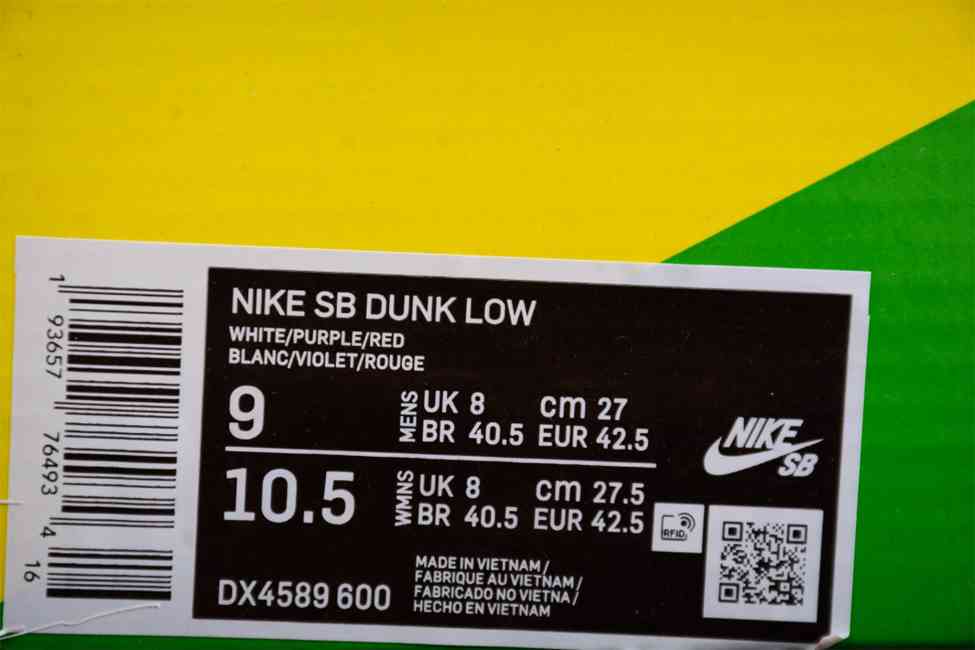 NIKE SB DUNK LOW
WHITE/PURPLE/RED
BLANC/VIOLET/ROUGE
9 MENS UK 8 cm 27
BR 40.5 EUR 42.5
10.5 WMNS UK 8 cm 27.5
BR 40.5 EUR 42.5
NIKE
SB
RFID
DX4589 600
MADE IN VIETNAM /
FABRIQUE AU VIETNAM /
FABRICADO NO VIETNA /
HECHO EN VIETNAM
1 93657 76493 4 16